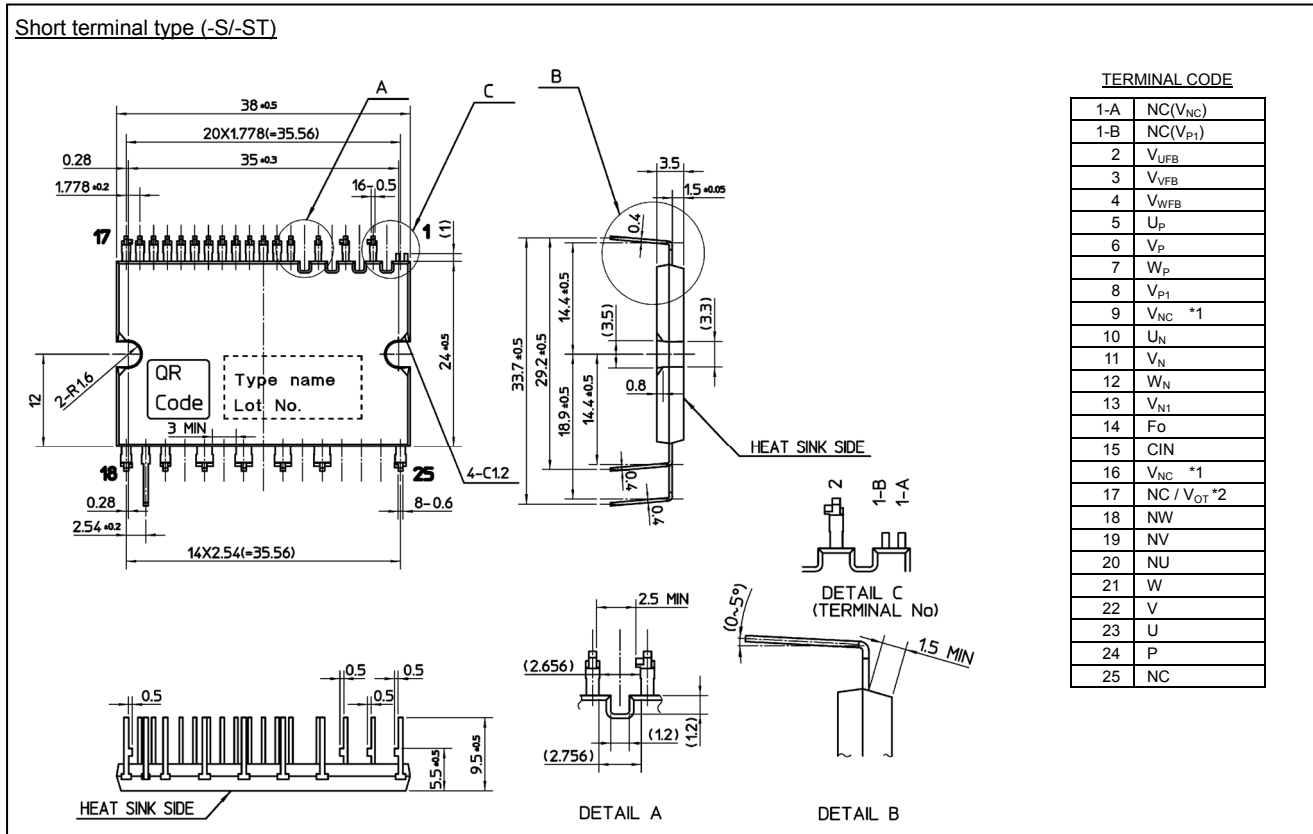 Short terminal type (-S/-ST)
A
C
B
38 ±0.5
20X1.778(=35.56)
35 ±0.3
0.28
1.778 ±0.2
16-0.5
17
1
(1)
QR
Code
Type name
Lot No.
2-R1.6
12
24 ±0.5
3 MIN
18
25
4-C1.2
0.28
8-0.6
2.54 ±0.2
14X2.54(=35.56)
3.5
1.5 ±0.05
0.4
33.7 ±0.5
29.2 ±0.5
14.4 ±0.5
18.9 ±0.5
14.4 ±0.5
(3.5)
(3.3)
0.8
0.4
0.4
HEAT SINK SIDE
2
1-B
1-A
DETAIL C
(TERMINAL No)
0.5
0.5
0.5
0.5
5.5 ±0.5
9.5 ±0.5
HEAT SINK SIDE
2.5 MIN
(2.656)
(1.2)
(1.2)
(2.756)
DETAIL A
(0~5°)
1.5 MIN
DETAIL B
TERMINAL CODE
1-A NC(VNC)
1-B NC(VP1)
2 VUFB
3 VVFB
4 VWFB
5 UP
6 VP
7 WP
8 VP1
9 VNC *1
10 UN
11 VN
12 WN
13 VN1
14 Fo
15 CIN
16 VNC *1
17 NC / VOT *2
18 NW
19 NV
20 NU
21 W
22 V
23 U
24 P
25 NC